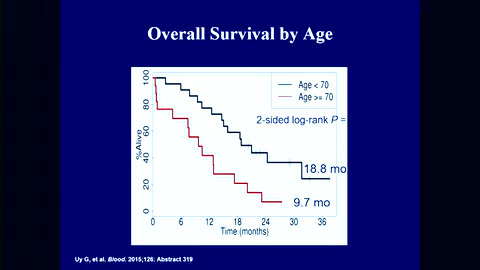 Overall Survival by Age
Age < 70
Age >= 70
2-sided log-rank P =
%Alive
100
80
60
40
20
0
18.8 mo
9.7 mo
0 6 12 18 24 30 36
Time (months)
Uy G, et al. Blood. 2015;126: Abstract 319